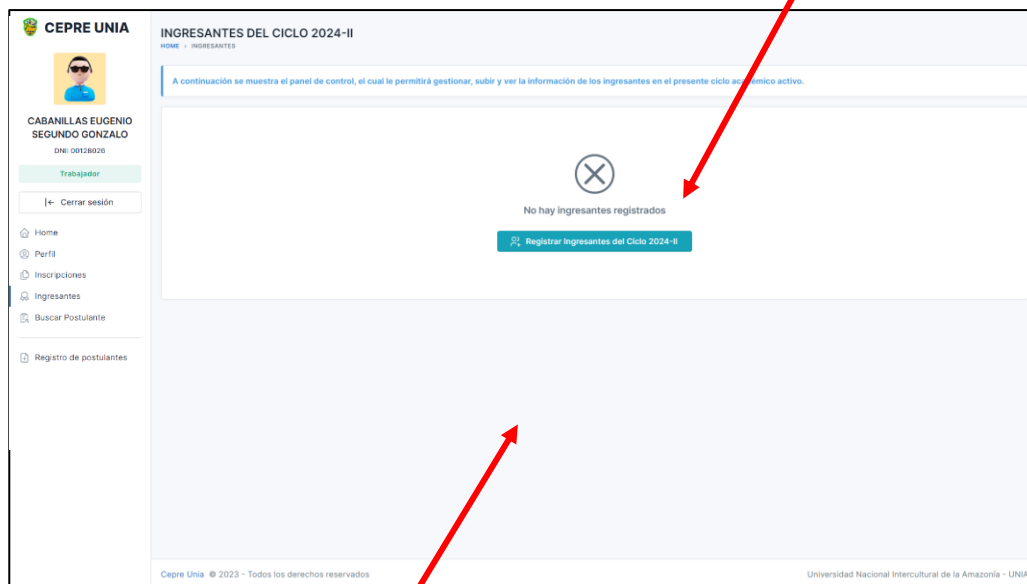 CEPRE UNIA
CABANILLAS EUGENIO
SEGUNDO GONZALO
DNI: 00128026
Trabajador
Cerrar sesión
Home
Perfil
Inscripciones
Ingresantes
Buscar Postulante
Registro de postulantes
INGRESANTES DEL CICLO 2024-II
HOME › INGRESANTES
A continuación se muestra el panel de control, el cual le permitirá gestionar, subir y ver la información de los ingresantes en el presente ciclo académico activo.
No hay ingresantes registrados
Registrar Ingresantes del Ciclo 2024-II
Cepre Unia © 2023 - Todos los derechos reservados
Universidad Nacional Intercultural de la Amazonía - UNIA